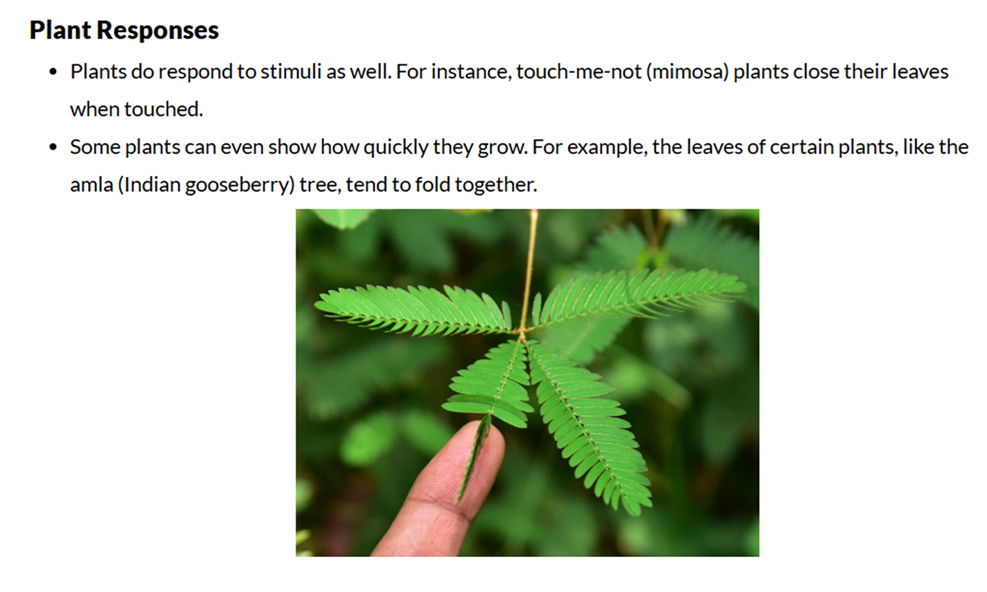 Plant Responses
• Plants do respond to stimuli as well. For instance, touch-me-not (mimosa) plants close their leaves
when touched.
• Some plants can even show how quickly they grow. For example, the leaves of certain plants, like the
amla (Indian gooseberry) tree, tend to fold together.